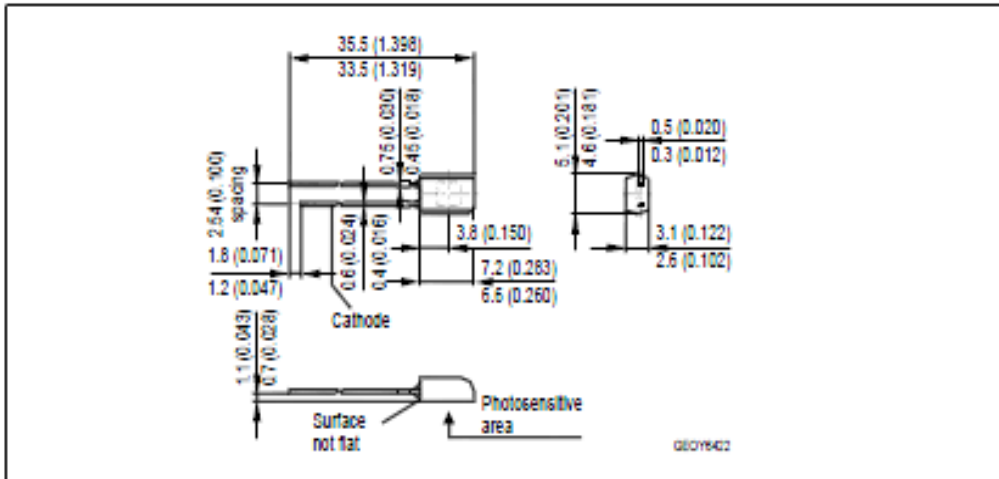 35.5 (1.398)
33.5 (1.319)
0.75 (0.030)
0.45 (0.018)
5.1 (0.201)
4.6 (0.181)
0.5 (0.020)
0.3 (0.012)
2.54 (0.100)
spacing
3.8 (0.150)
3.1 (0.122)
2.6 (0.102)
1.8 (0.071)
1.2 (0.047)
0.6 (0.024)
0.4 (0.016)
7.2 (0.283)
6.6 (0.260)
Cathode
1.1 (0.043)
0.7 (0.028)
Surface
not flat
Photosensitive
area
GEOY6422